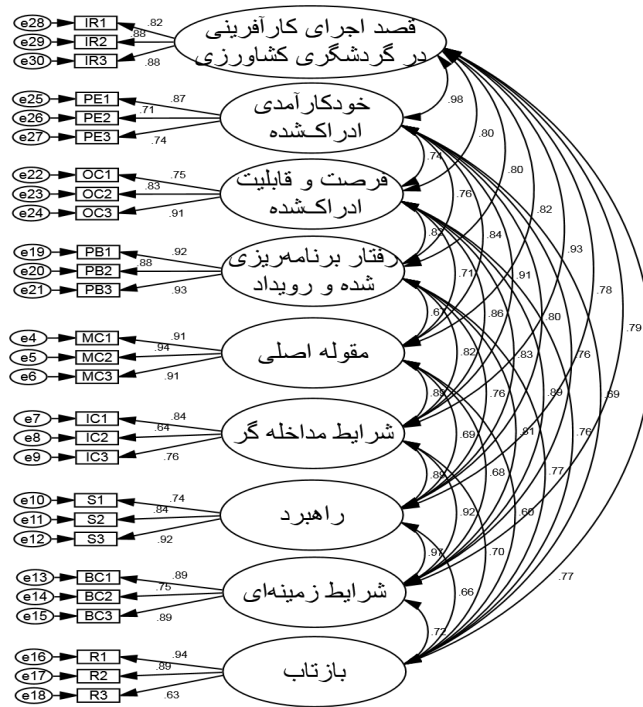 e28 IR1 .82
e29 IR2 .88
e30 IR3 .88
قصد اجرای کارآفرینی
در گردشگری کشاورزی
e25 PE1 .87
e26 PE2 .71
e27 PE3 .74
خودکارآمدی
ادراک‌شده
e22 OC1 .75
e23 OC2 .83
e24 OC3 .91
فرصت و قابلیت
ادراک‌شده
e19 PB1 .92
e20 PB2 .88
e21 PB3 .93
رفتار برنامه‌ریزی
شده و رویداد
e4 MC1 .91
e5 MC2 .94
e6 MC3 .91
مقوله اصلی
e7 IC1 .84
e8 IC2 .64
e9 IC3 .76
شرایط مداخله گر
e10 S1 .74
e11 S2 .84
e12 S3 .92
راهبرد
e13 BC1 .89
e14 BC2 .75
e15 BC3 .89
شرایط زمینه‌ای
e16 R1 .94
e17 R2 .89
e18 R3 .63
بازتاب
.98
.80
.74
.80
.76
.82
.84
.93
.71
.91
.78
.86
.80
.79
.82
.83
.76
.76
.89
.69
.69
.81
.76
.68
.77
.92
.60
.97
.70
.77
.66
.72